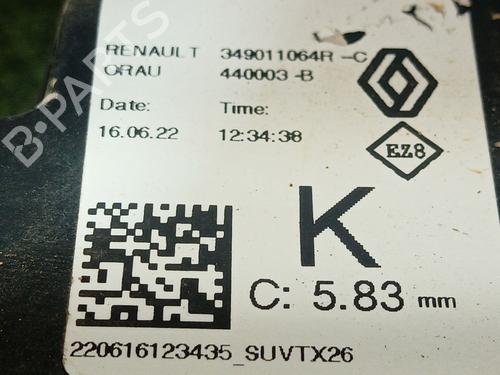 RENAULT 349011064R -C
ORAU 440003 -B
Date: Time:
16.06.22 12:34:38
EZ8
K
C: 5.83 mm
220616123435_SUVTX26
B-PARTS